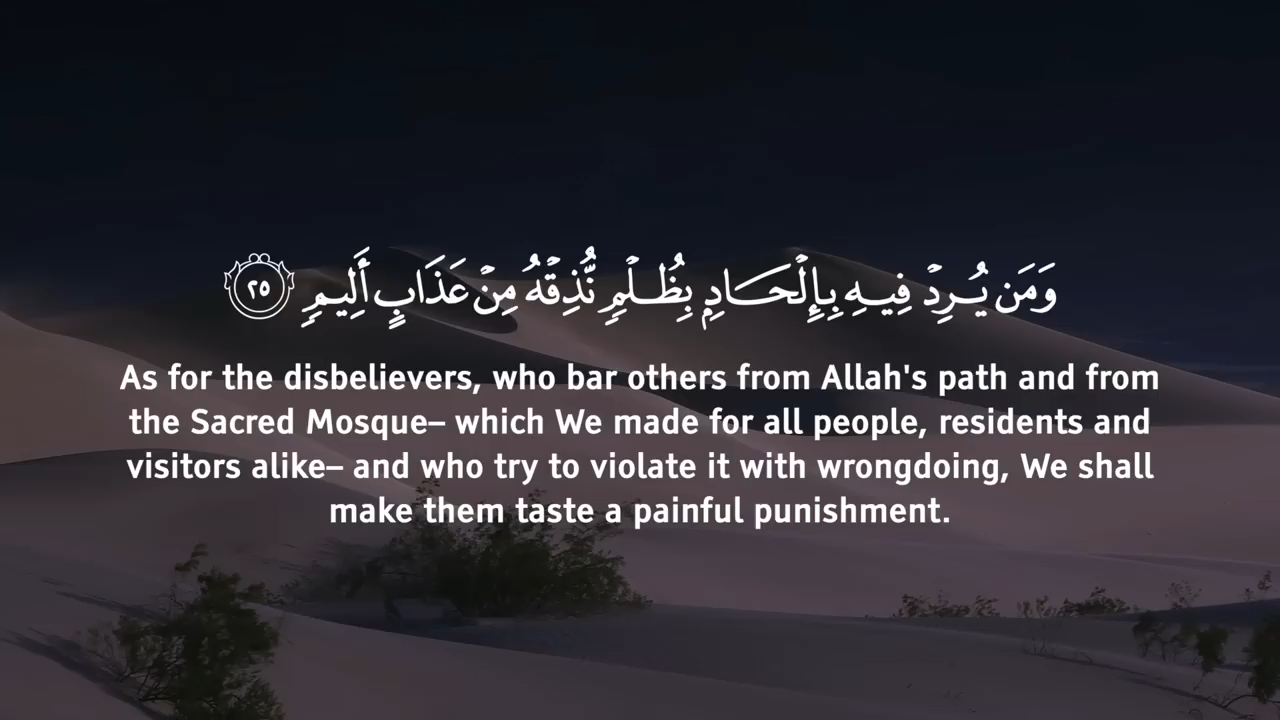 وَمَن يُرِدْ فِيهِ بِإِلْحَادٍۭ بِظُلْمٍ نُّذِقْهُ مِنْ عَذَابٍ أَلِيمٍ ٢٥
As for the disbelievers, who bar others from Allah's path and from
the Sacred Mosque– which We made for all people, residents and
visitors alike– and who try to violate it with wrongdoing, We shall
make them taste a painful punishment.